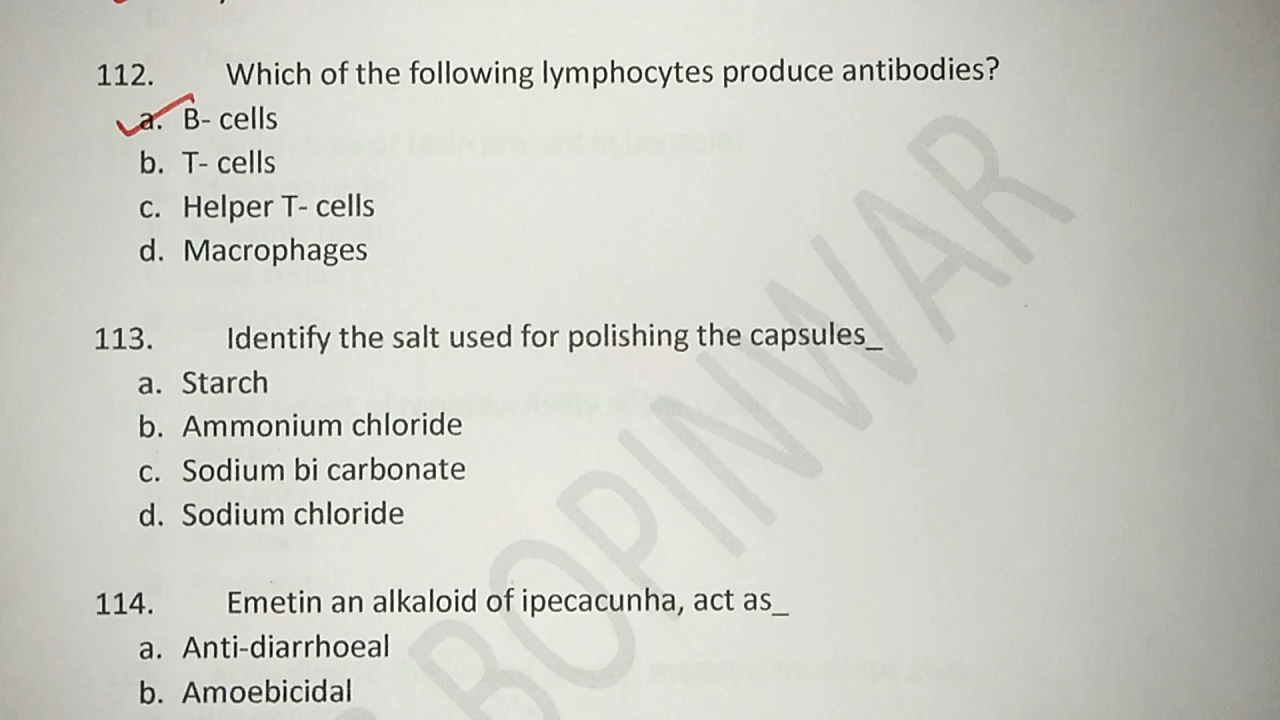 112. Which of the following lymphocytes produce antibodies?
a. B- cells
b. T- cells
c. Helper T- cells
d. Macrophages
113. Identify the salt used for polishing the capsules_
a. Starch
b. Ammonium chloride
c. Sodium bi carbonate
d. Sodium chloride
114. Emetin an alkaloid of ipecacunha, act as_
a. Anti-diarrhoeal
b. Amoebicidal
BOPINWAR